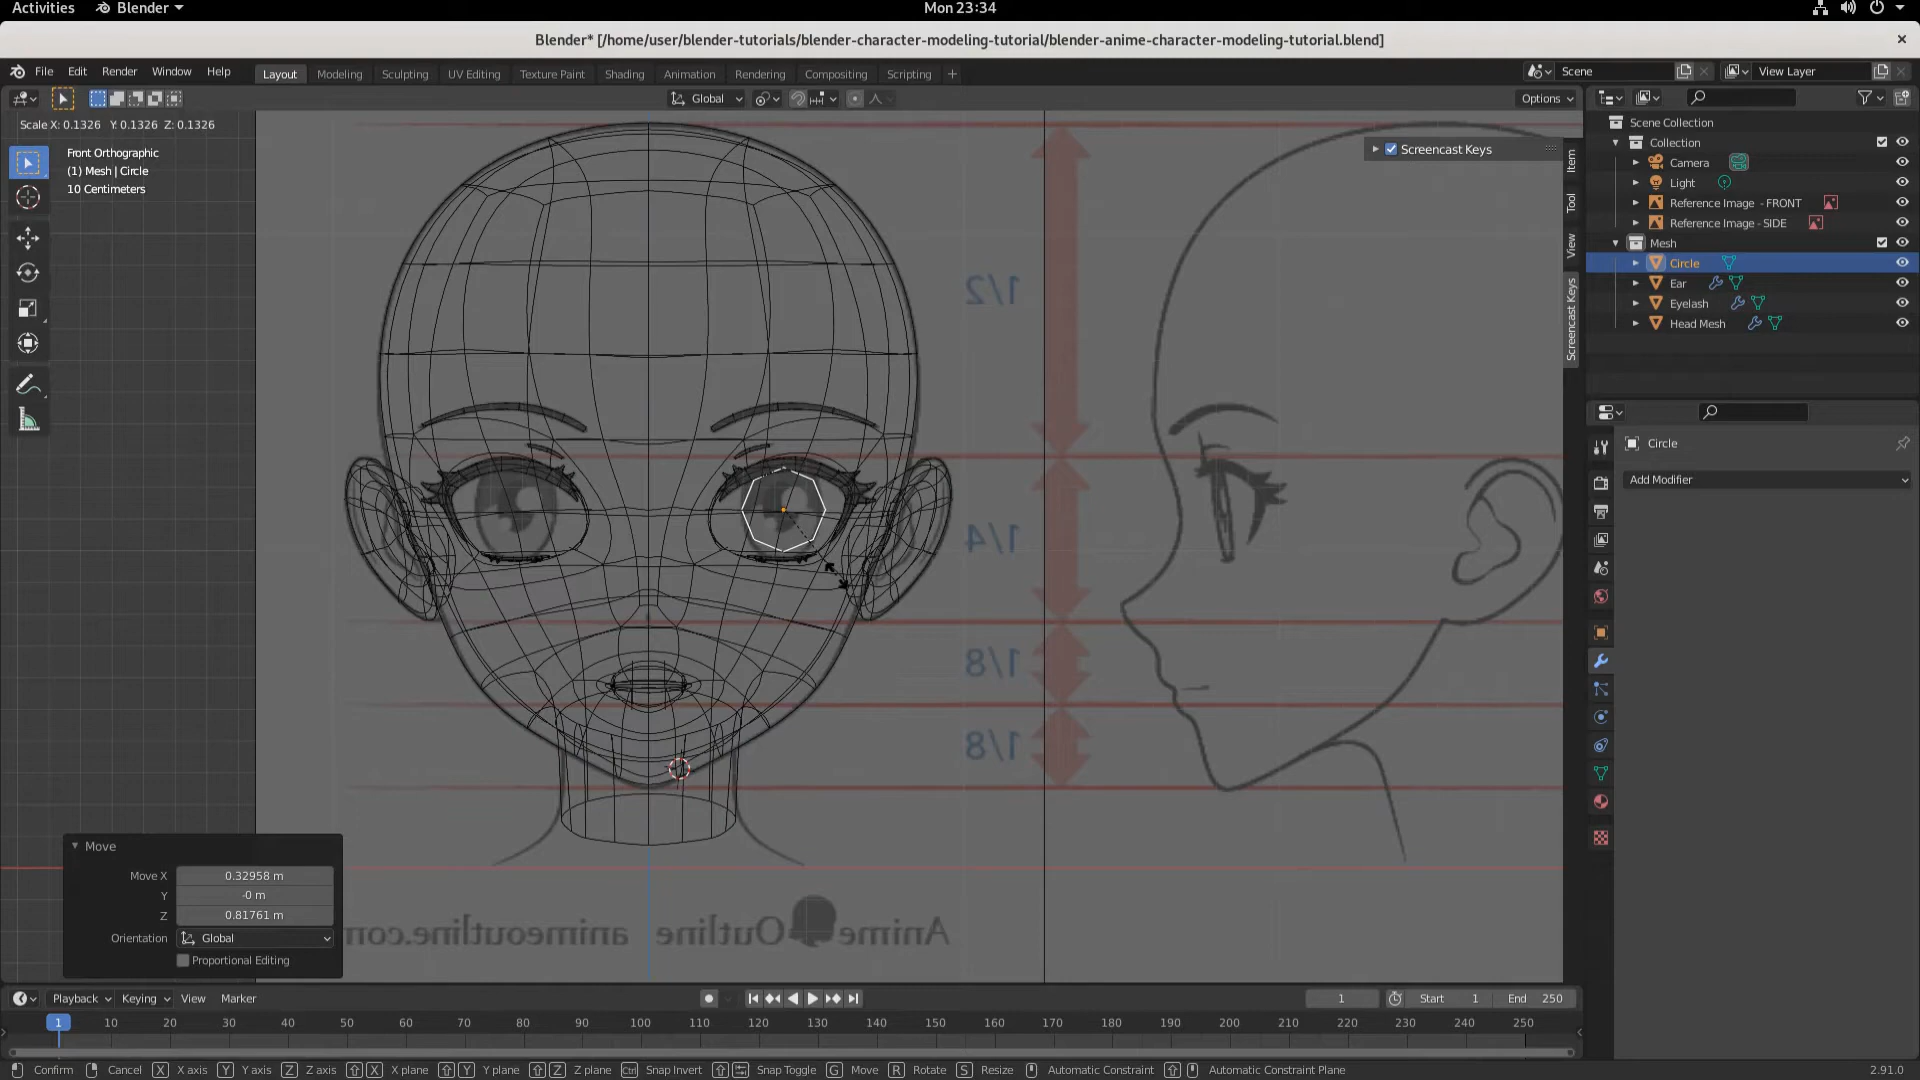 Activities
Blender
Mon 23:34
Blender* [/home/user/blender-tutorials/blender-character-modeling-tutorial/blender-anime-character-modeling-tutorial.blend]
File Edit Render Window Help
Layout Modeling Sculpting UV Editing Texture Paint Shading Animation Rendering Compositing Scripting
Scene
View Layer
Global
Options
Scale X: 0.1326 Y: 0.1326 Z: 0.1326
Front Orthographic
(1) Mesh | Circle
10 Centimeters
Screencast Keys
Item
Tool
View
Screencast Keys
Scene Collection
Collection
Camera
Light
Reference Image - FRONT
Reference Image - SIDE
Mesh
Circle
Ear
Eyelash
Head Mesh
Circle
Add Modifier
1/2
1/4
1/8
1/8
Anime Outline animeoutline.com
Move
Move X 0.32958 m
Y -0 m
Z 0.81761 m
Orientation Global
Proportional Editing
Playback Keying View Marker
1
Start 1
End 250
1 10 20 30 40 50 60 70 80 90 100 110 120 130 140 150 160 170 180 190 200 210 220 230 240 250
Confirm Cancel X X axis Y Y axis Z Z axis X X plane Y Y plane Z Z plane Ctrl Snap Invert Snap Toggle G Move R Rotate S Resize Automatic Constraint Automatic Constraint Plane
2.91.0